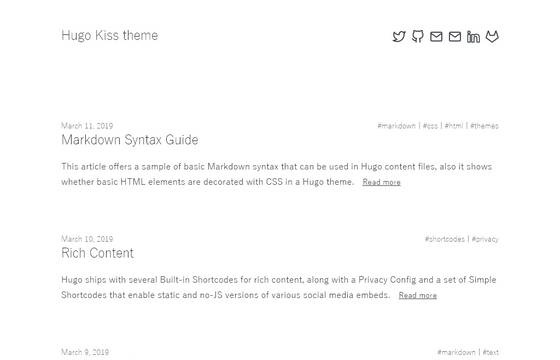 Hugo Kiss theme
March 11, 2019
#markdown | #css | #html | #themes
Markdown Syntax Guide
This article offers a sample of basic Markdown syntax that can be used in Hugo content files, also it shows
whether basic HTML elements are decorated with CSS in a Hugo theme. Read more
March 10, 2019
#shortcodes | #privacy
Rich Content
Hugo ships with several Built-in Shortcodes for rich content, along with a Privacy Config and a set of Simple
Shortcodes that enable static and no-JS versions of various social media embeds. Read more
March 9, 2019
#markdown | #text